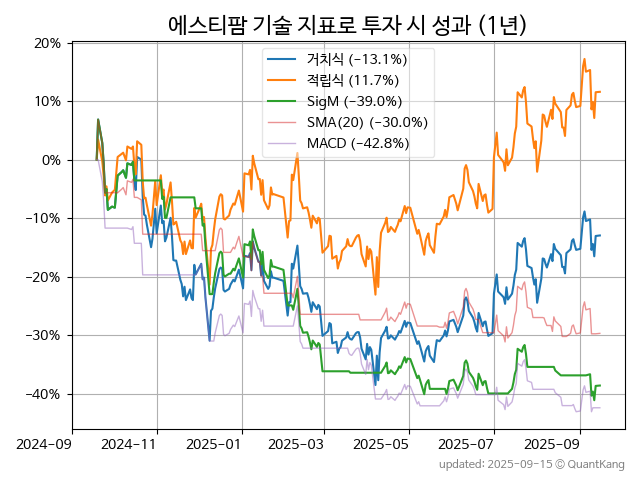 에스티팜 기술 지표로 투자 시 성과 (1년)
거치식 (−13.1%)
적립식 (11.7%)
SigM (−39.0%)
SMA(20) (−30.0%)
MACD (−42.8%)
20%
10%
0%
−10%
−20%
−30%
−40%
2024-09 2024-11 2025-01 2025-03 2025-05 2025-07 2025-09
updated: 2025-09-15 © QuantKang